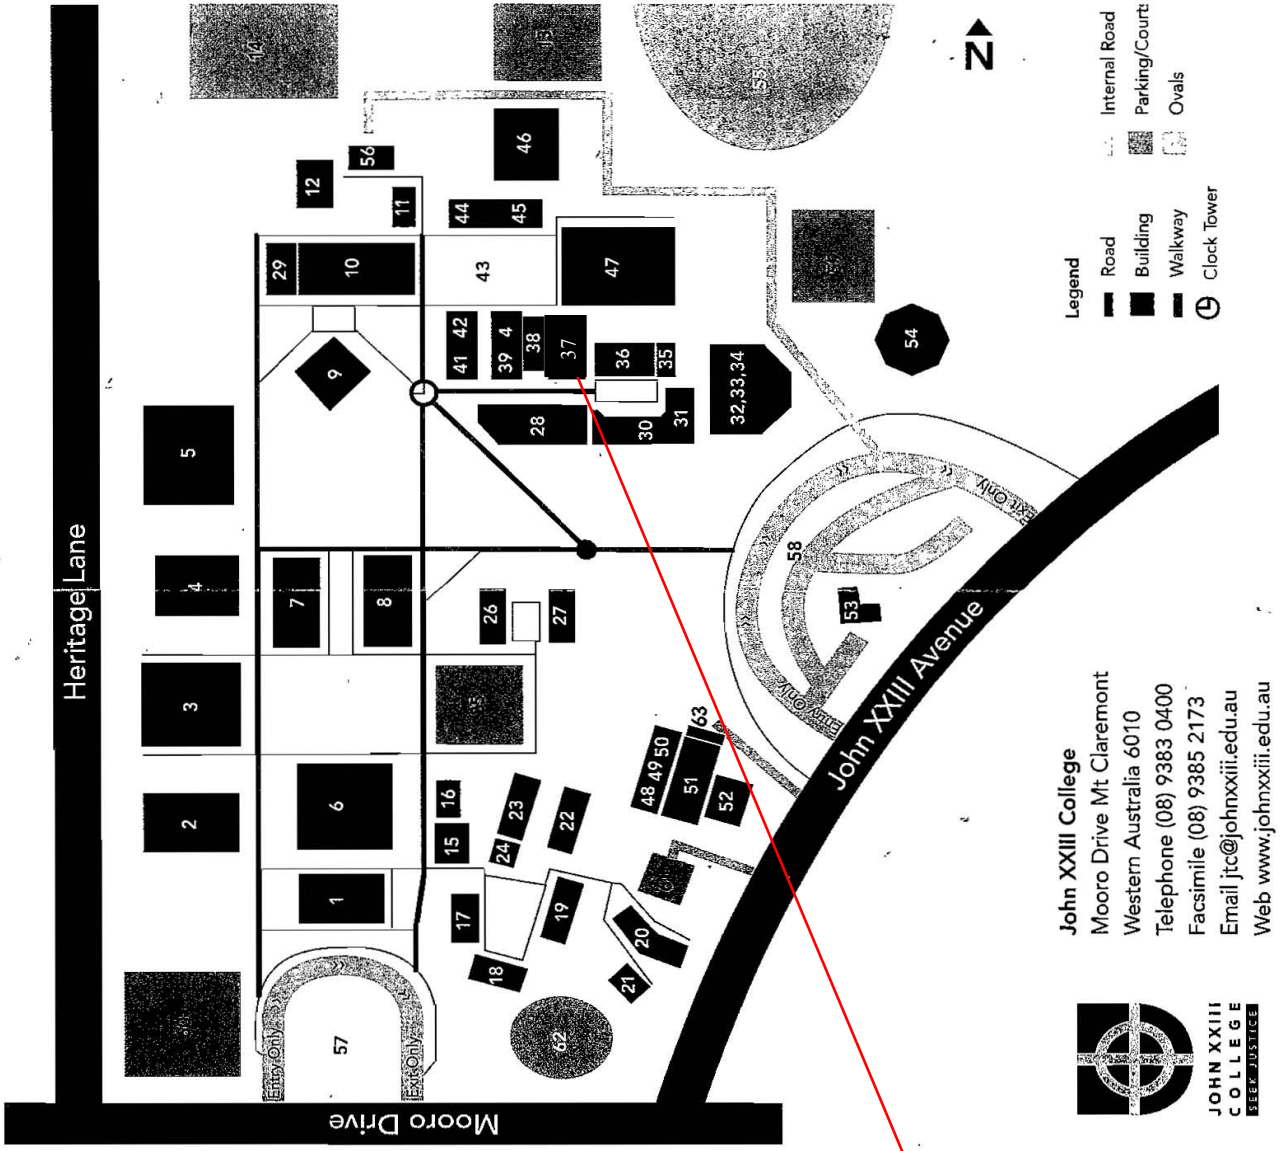 Heritage Lane
Mooro Drive
John XXIII Avenue
Entry Only
Exit Only
Entry Only
Exit Only
1
2
3
4
5
6
7
8
9
10
11
12
13
14
15
16
17
18
19
20
21
22
23
24
26
27
28
29
30
31
32,33,34
35
36
37
38
39 4
41 42
43
44 45
46
47
48 49 50
51
52
53
54
55
56
57
58
62
63
N
Legend
Road
Building
Walkway
Clock Tower
Internal Road
Parking/Courts
Ovals
John XXIII College
Mooro Drive Mt Claremont
Western Australia 6010
Telephone (08) 9383 0400
Facsimile (08) 9385 2173
Email jtc@johnxxiii.edu.au
Web www.johnxxiii.edu.au
JOHN XXIII
COLLEGE
SEEK JUSTICE